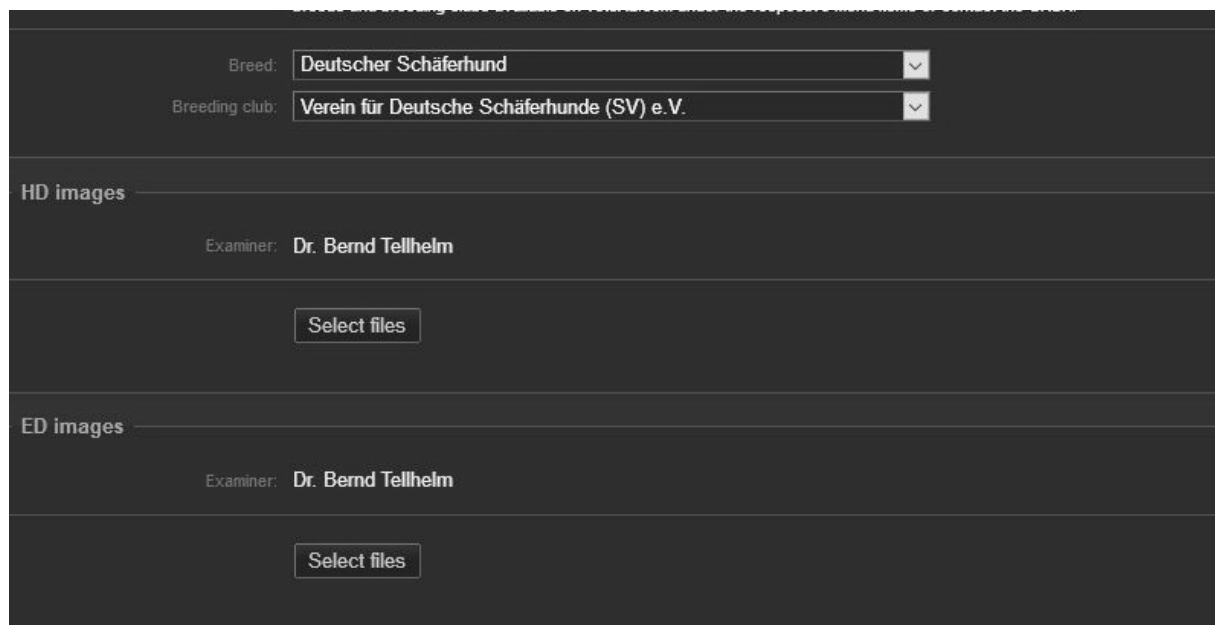 Breed: Deutscher Schäferhund
Breeding club: Verein für Deutsche Schäferhunde (SV) e.V.
HD images
Examiner: Dr. Bernd Tellhelm
Select files
ED images
Examiner: Dr. Bernd Tellhelm
Select files